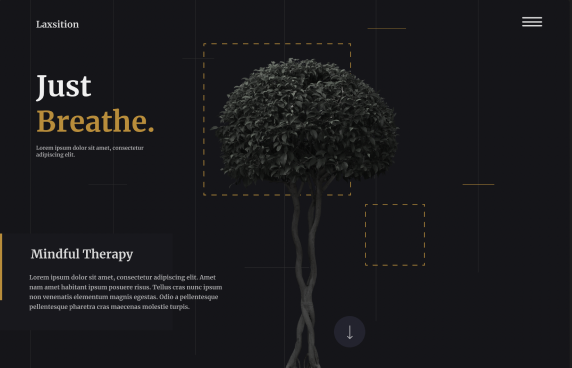 Laxsition
Just
Breathe.
Lorem ipsum dolor sit amet, consectetur
adipiscing elit.
Mindful Therapy
Lorem ipsum dolor sit amet, consectetur adipiscing elit. Amet
nam amet habitant ipsum posuere risus. Tellus cras nunc ipsum
non venenatis elementum magnis egestas. Odio a pellentesque
pellentesque pharetra cras maecenas molestie turpis.